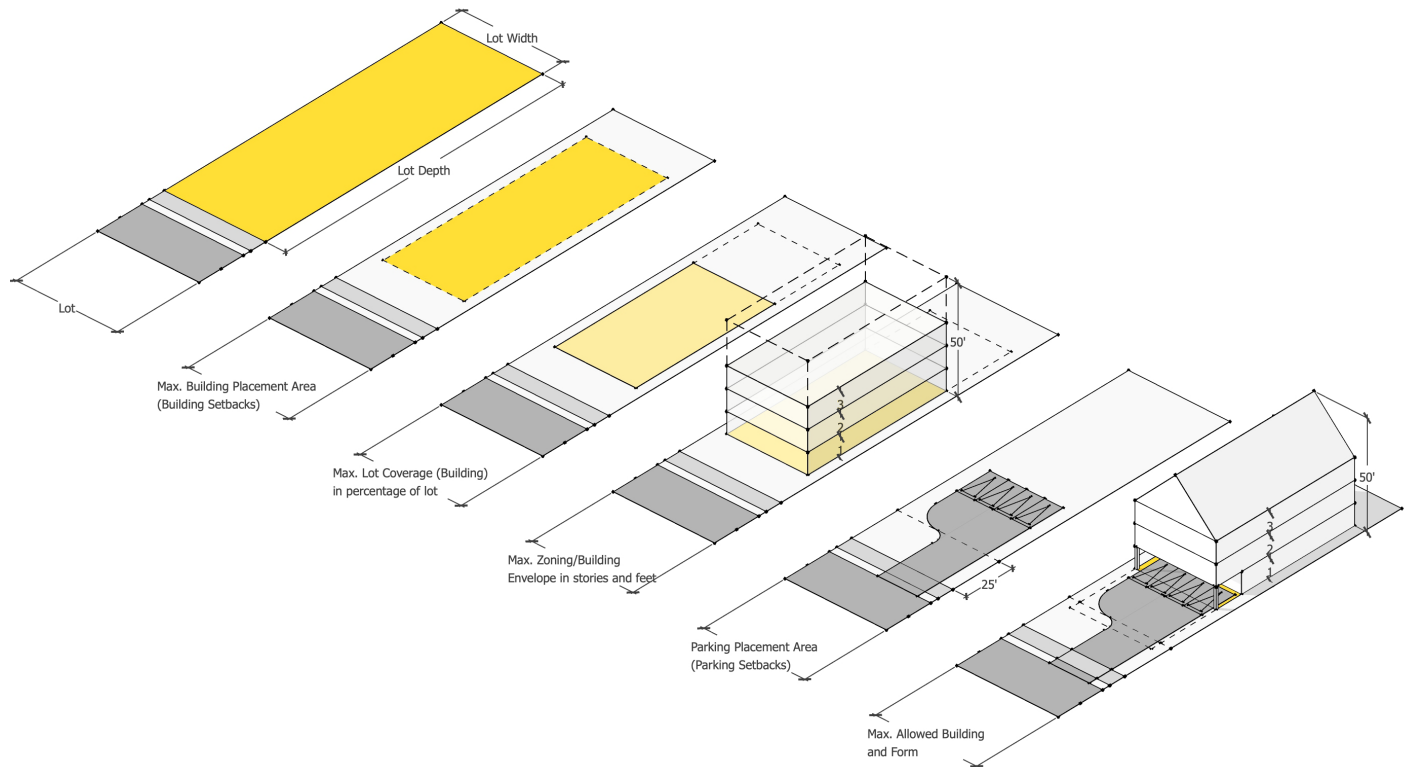 Lot Width
Lot Depth
Lot
Max. Building Placement Area
(Building Setbacks)
Max. Lot Coverage (Building)
in percentage of lot
50'
3
2
1
Max. Zoning/Building
Envelope in stories and feet
25'
Parking Placement Area
(Parking Setbacks)
50'
3
2
1
Max. Allowed Building
and Form